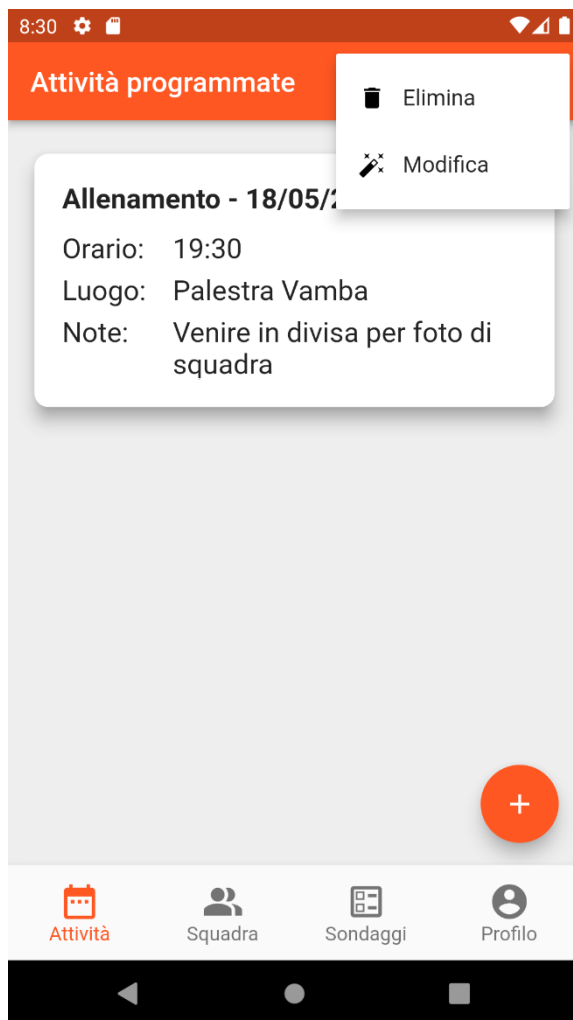 8:30
Attività programmate
Elimina
Modifica
Allenamento - 18/05/
Orario: 19:30
Luogo: Palestra Vamba
Note: Venire in divisa per foto di
squadra
+
Attività Squadra Sondaggi Profilo